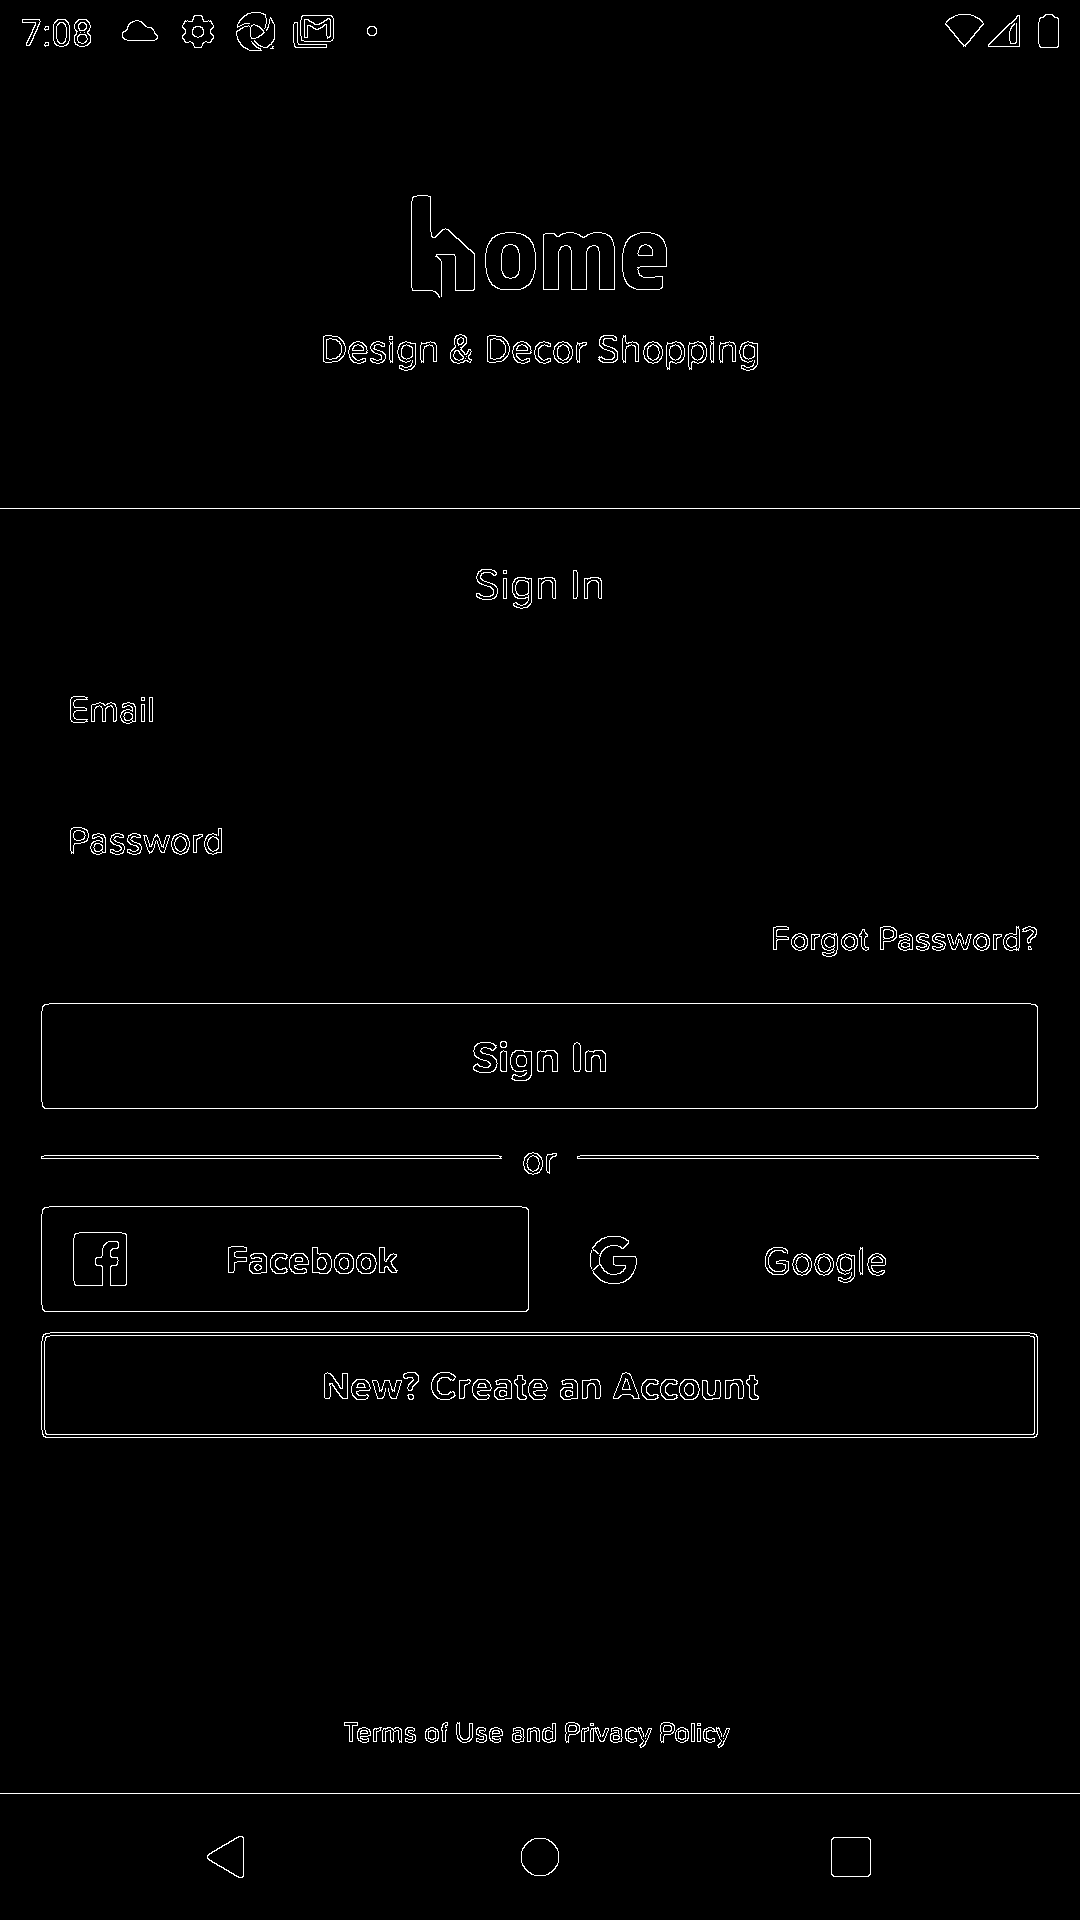 7:08
home
Design & Decor Shopping
Sign In
Email
Password
Forgot Password?
Sign In
or
Facebook
Google
New? Create an Account
Terms of Use and Privacy Policy